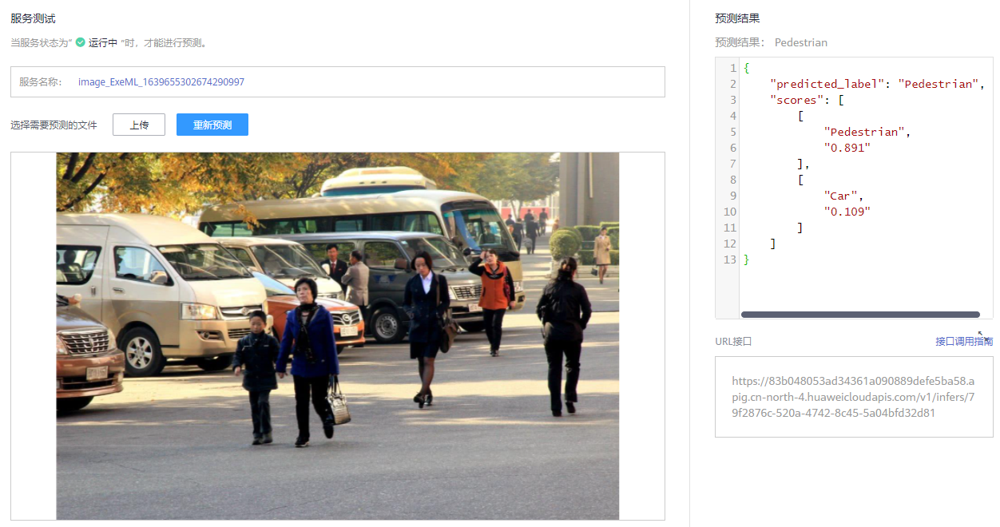 服务测试
当服务状态为“ 运行中 ”时，才能进行预测。
服务名称： image_ExeML_1639655302674290997
选择需要预测的文件 上传 重新预测
预测结果
预测结果： Pedestrian
1 {
2 "predicted_label": "Pedestrian",
3 "scores": [
4 [
5 "Pedestrian",
6 "0.891"
7 ],
8 [
9 "Car",
10 "0.109"
11 ]
12 ]
13 }
URL接口 接口调用指南
https://83b048053ad34361a090889defe5ba58.a
pig.cn-north-4.huaweicloudapis.com/v1/infers/7
9f2876c-520a-4742-8c45-5a04bfd32d81